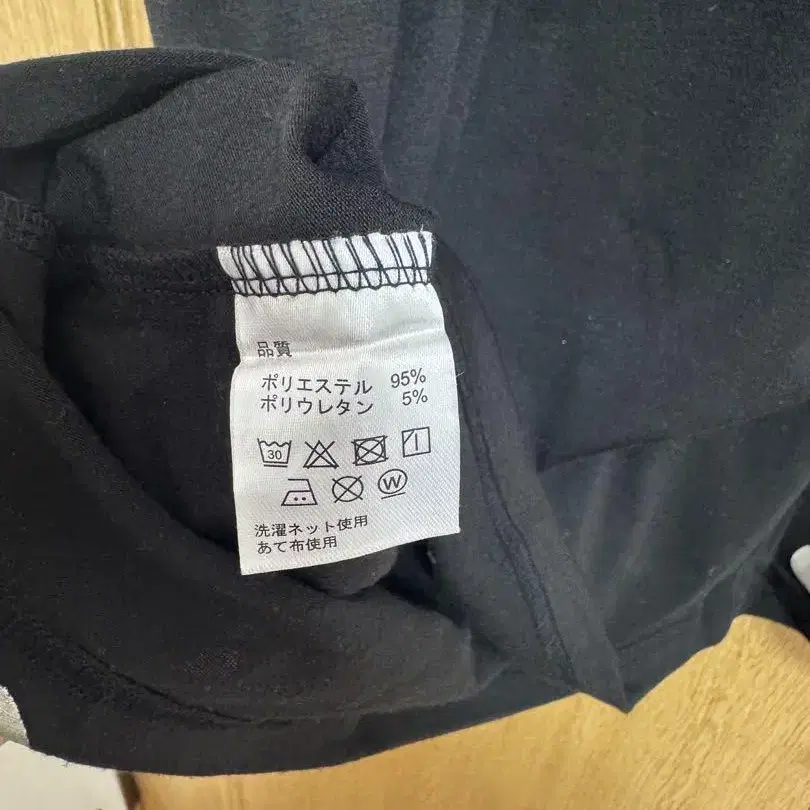 品質
ポリエステル 95%
ポリウレタン 5%
30
W
洗濯ネット使用
あて布使用